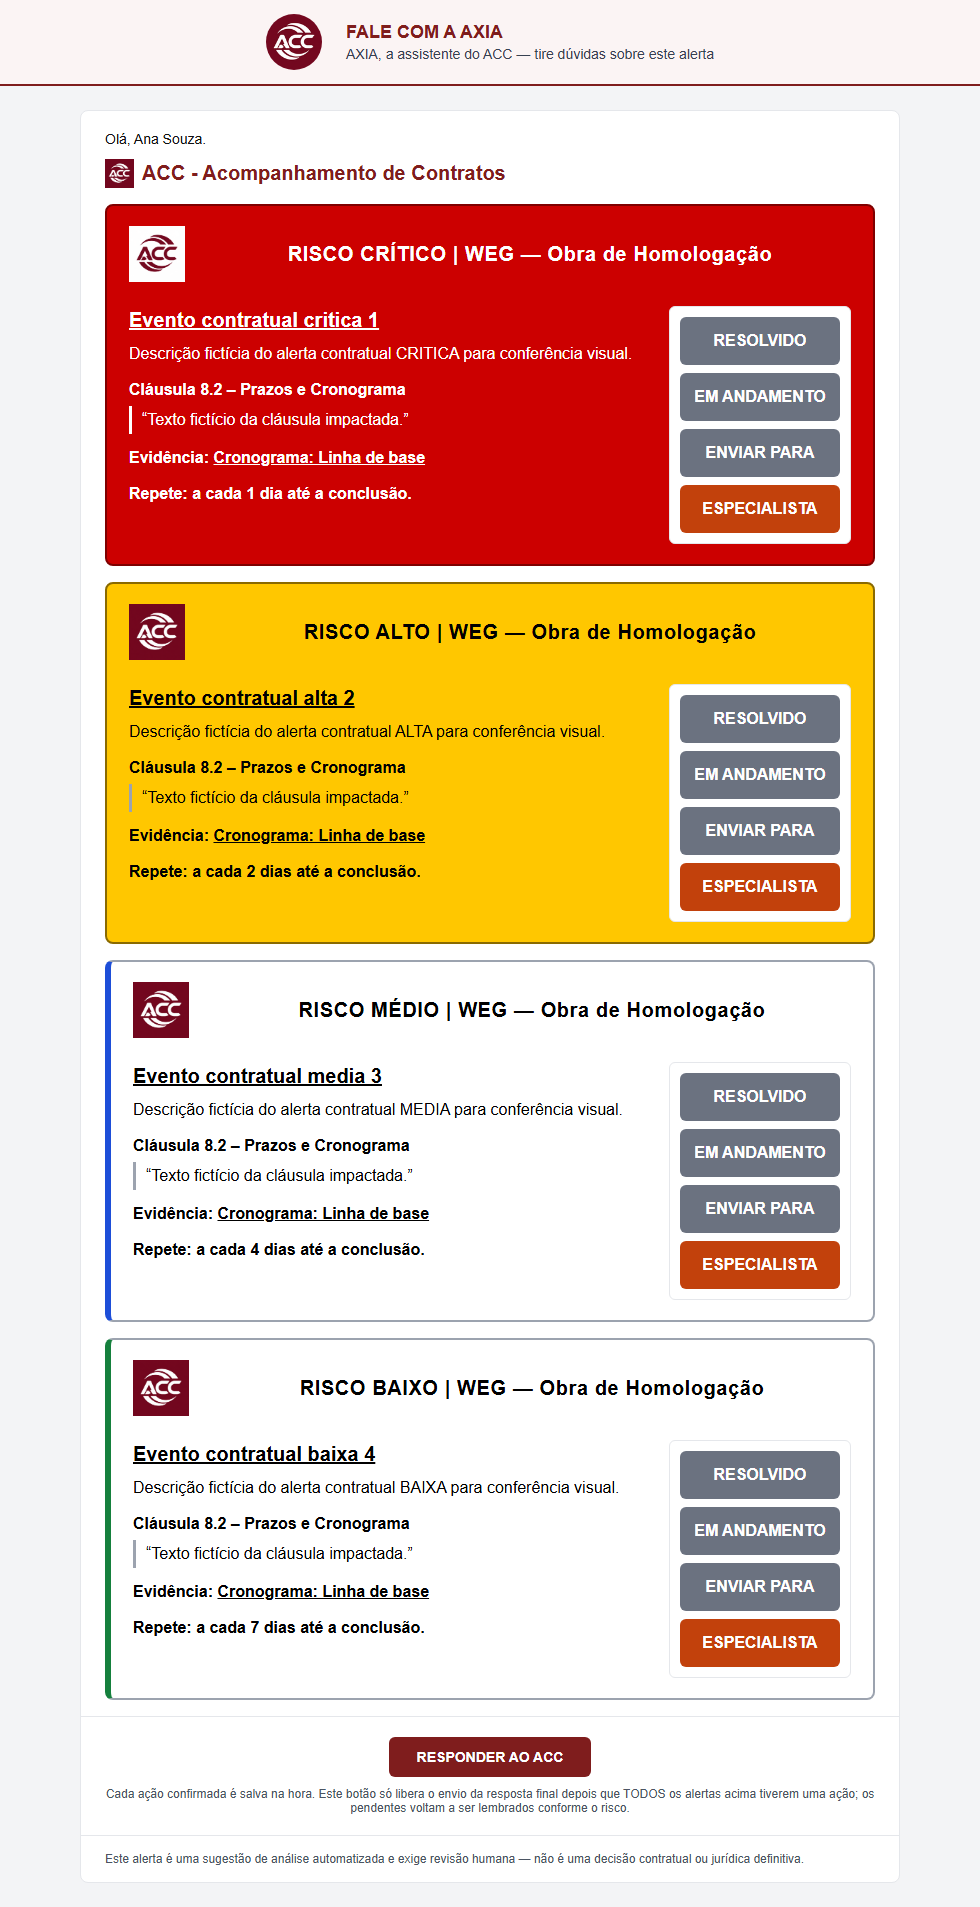 ACC
FALE COM A AXIA
AXIA, a assistente do ACC — tire dúvidas sobre este alerta
Olá, Ana Souza.
ACC
ACC - Acompanhamento de Contratos
ACC
RISCO CRÍTICO | WEG — Obra de Homologação
Evento contratual critica 1
Descrição fictícia do alerta contratual CRITICA para conferência visual.
Cláusula 8.2 – Prazos e Cronograma
“Texto fictício da cláusula impactada.”
Evidência: Cronograma: Linha de base
Repete: a cada 1 dia até a conclusão.
RESOLVIDO
EM ANDAMENTO
ENVIAR PARA
ESPECIALISTA
ACC
RISCO ALTO | WEG — Obra de Homologação
Evento contratual alta 2
Descrição fictícia do alerta contratual ALTA para conferência visual.
Cláusula 8.2 – Prazos e Cronograma
“Texto fictício da cláusula impactada.”
Evidência: Cronograma: Linha de base
Repete: a cada 2 dias até a conclusão.
RESOLVIDO
EM ANDAMENTO
ENVIAR PARA
ESPECIALISTA
ACC
RISCO MÉDIO | WEG — Obra de Homologação
Evento contratual media 3
Descrição fictícia do alerta contratual MEDIA para conferência visual.
Cláusula 8.2 – Prazos e Cronograma
“Texto fictício da cláusula impactada.”
Evidência: Cronograma: Linha de base
Repete: a cada 4 dias até a conclusão.
RESOLVIDO
EM ANDAMENTO
ENVIAR PARA
ESPECIALISTA
ACC
RISCO BAIXO | WEG — Obra de Homologação
Evento contratual baixa 4
Descrição fictícia do alerta contratual BAIXA para conferência visual.
Cláusula 8.2 – Prazos e Cronograma
“Texto fictício da cláusula impactada.”
Evidência: Cronograma: Linha de base
Repete: a cada 7 dias até a conclusão.
RESOLVIDO
EM ANDAMENTO
ENVIAR PARA
ESPECIALISTA
RESPONDER AO ACC
Cada ação confirmada é salva na hora. Este botão só libera o envio da resposta final depois que TODOS os alertas acima tiverem uma ação; os
pendentes voltam a ser lembrados conforme o risco.
Este alerta é uma sugestão de análise automatizada e exige revisão humana — não é uma decisão contratual ou jurídica definitiva.